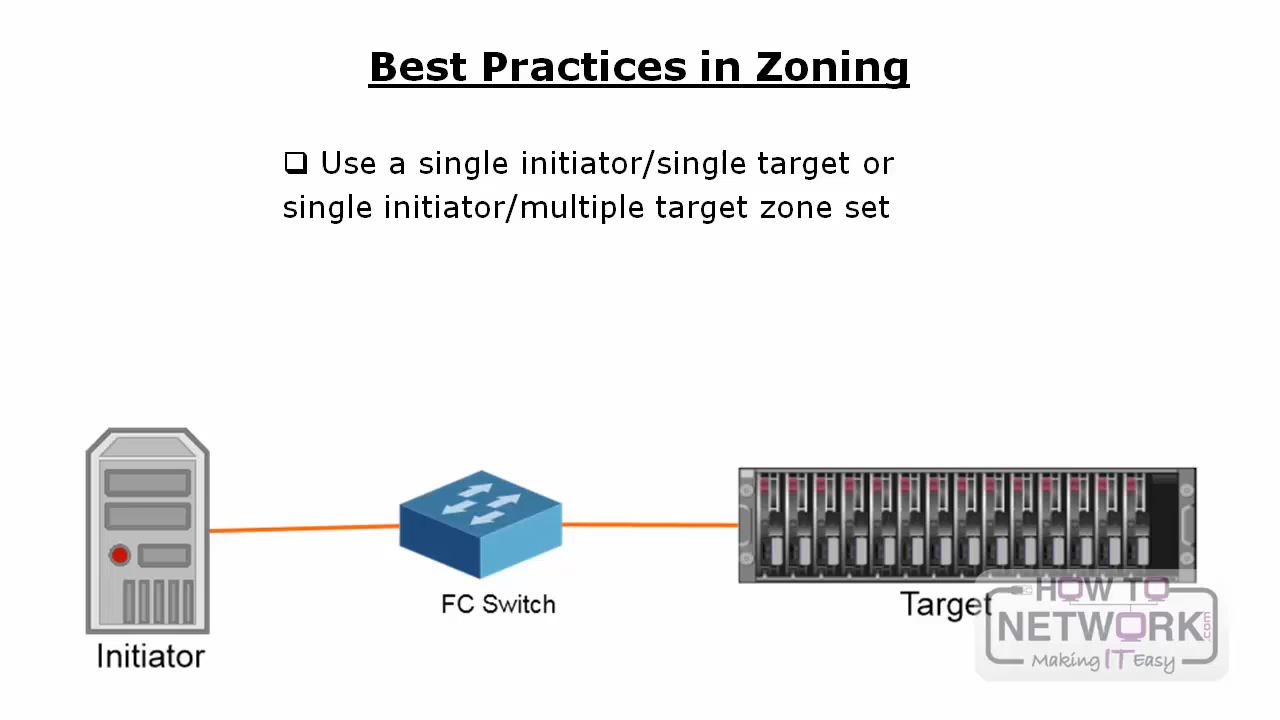 Best Practices in Zoning
❑ Use a single initiator/single target or
single initiator/multiple target zone set
FC Switch
Target
Initiator
HOW TO
NETWORK.com
Making IT Easy